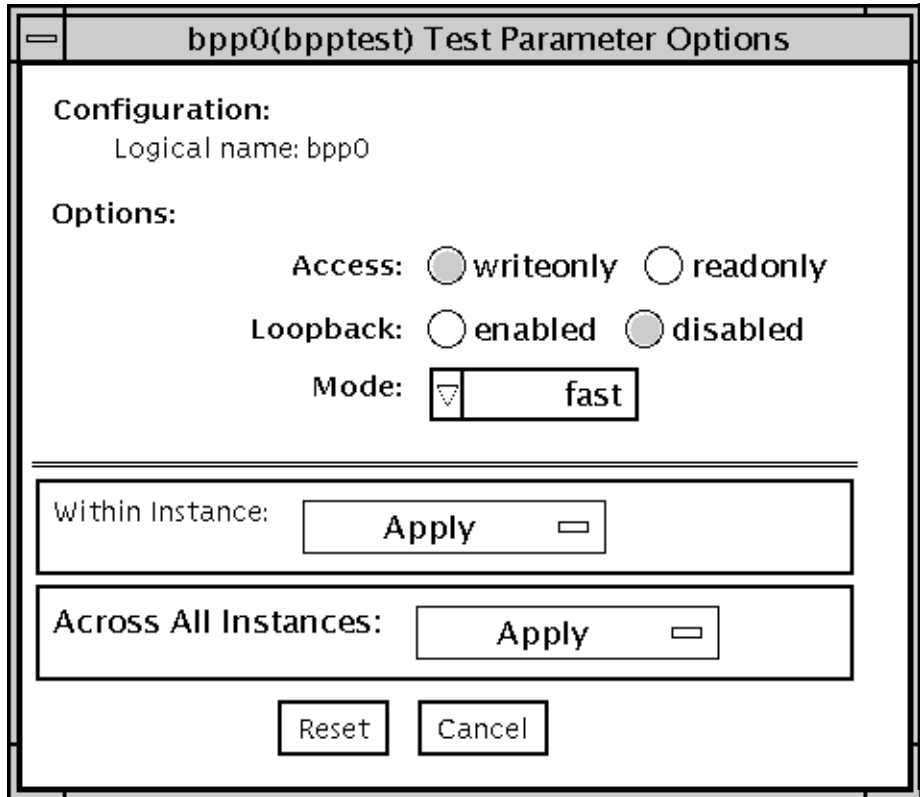 bpp0(bpptest) Test Parameter Options
Configuration:
Logical name: bpp0
Options:
Access: writeonly readonly
Loopback: enabled disabled
Mode: fast
Within Instance: Apply
Across All Instances: Apply
Reset Cancel